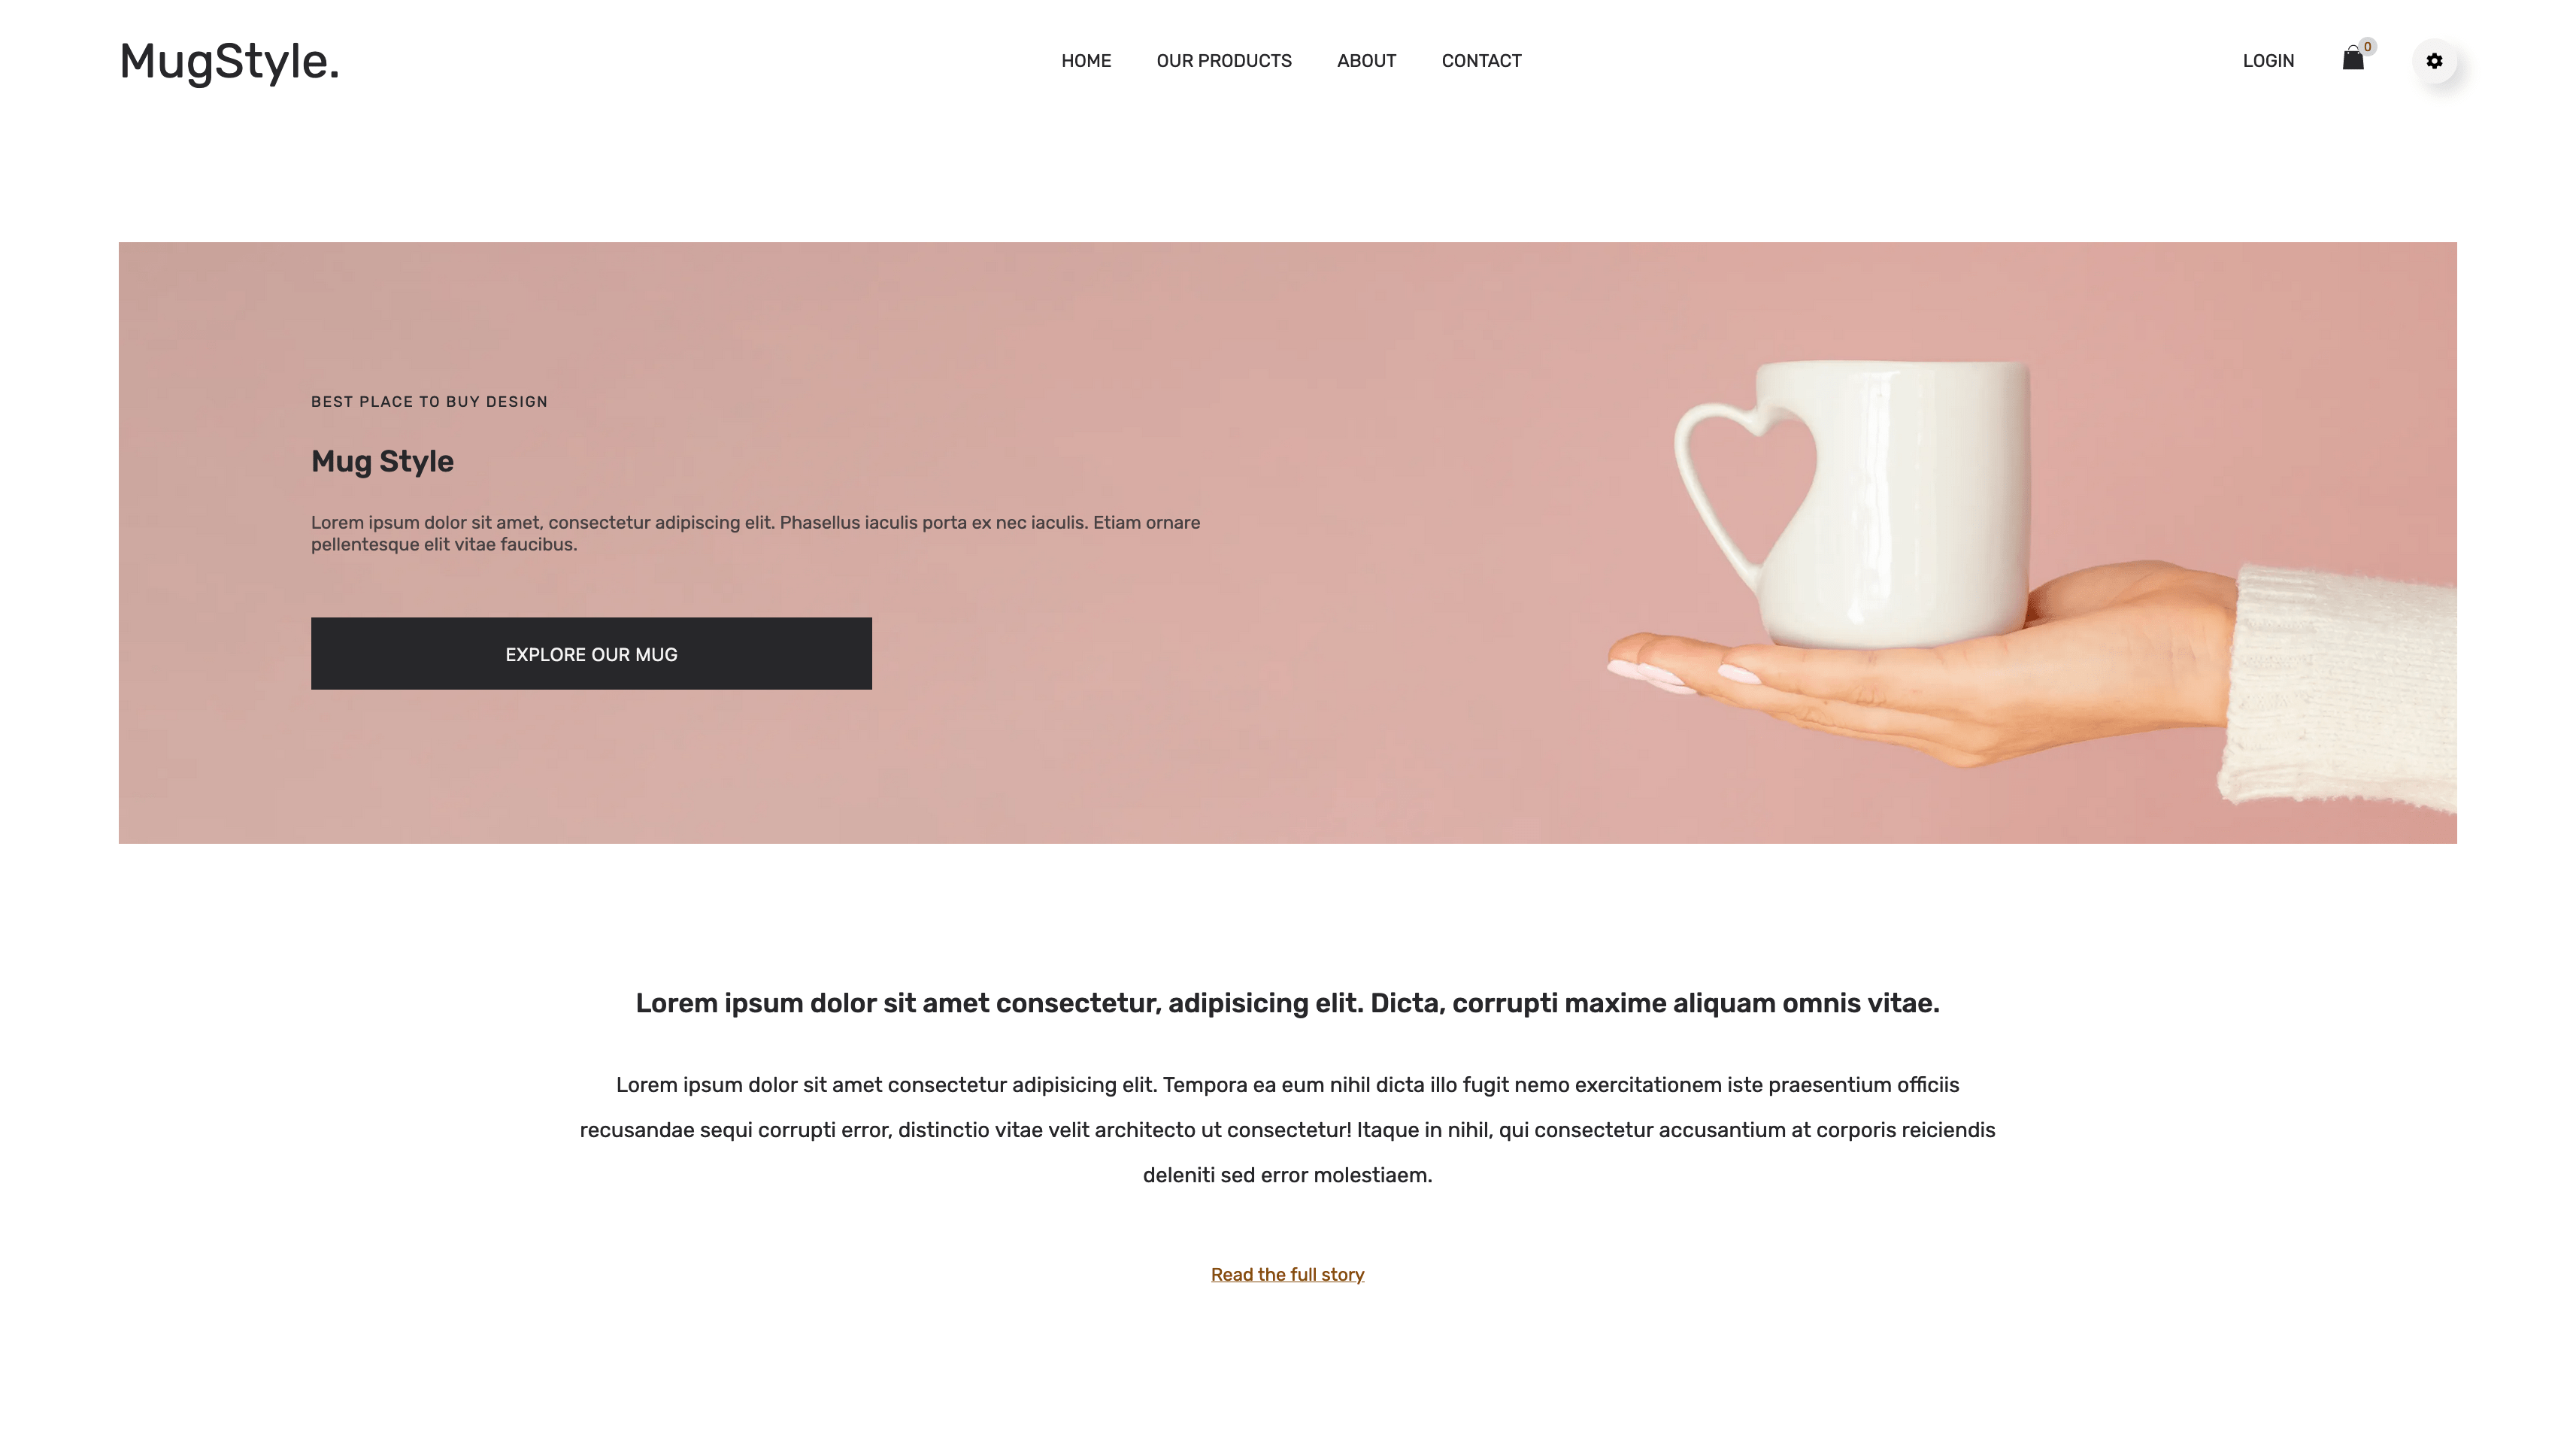 MugStyle.
HOME
OUR PRODUCTS
ABOUT
CONTACT
LOGIN
0
BEST PLACE TO BUY DESIGN
Mug Style
Lorem ipsum dolor sit amet, consectetur adipiscing elit. Phasellus iaculis porta ex nec iaculis. Etiam ornare
pellentesque elit vitae faucibus.
EXPLORE OUR MUG
Lorem ipsum dolor sit amet consectetur, adipisicing elit. Dicta, corrupti maxime aliquam omnis vitae.
Lorem ipsum dolor sit amet consectetur adipisicing elit. Tempora ea eum nihil dicta illo fugit nemo exercitationem iste praesentium officiis
recusandae sequi corrupti error, distinctio vitae velit architecto ut consectetur! Itaque in nihil, qui consectetur accusantium at corporis reiciendis
deleniti sed error molestiaem.
Read the full story